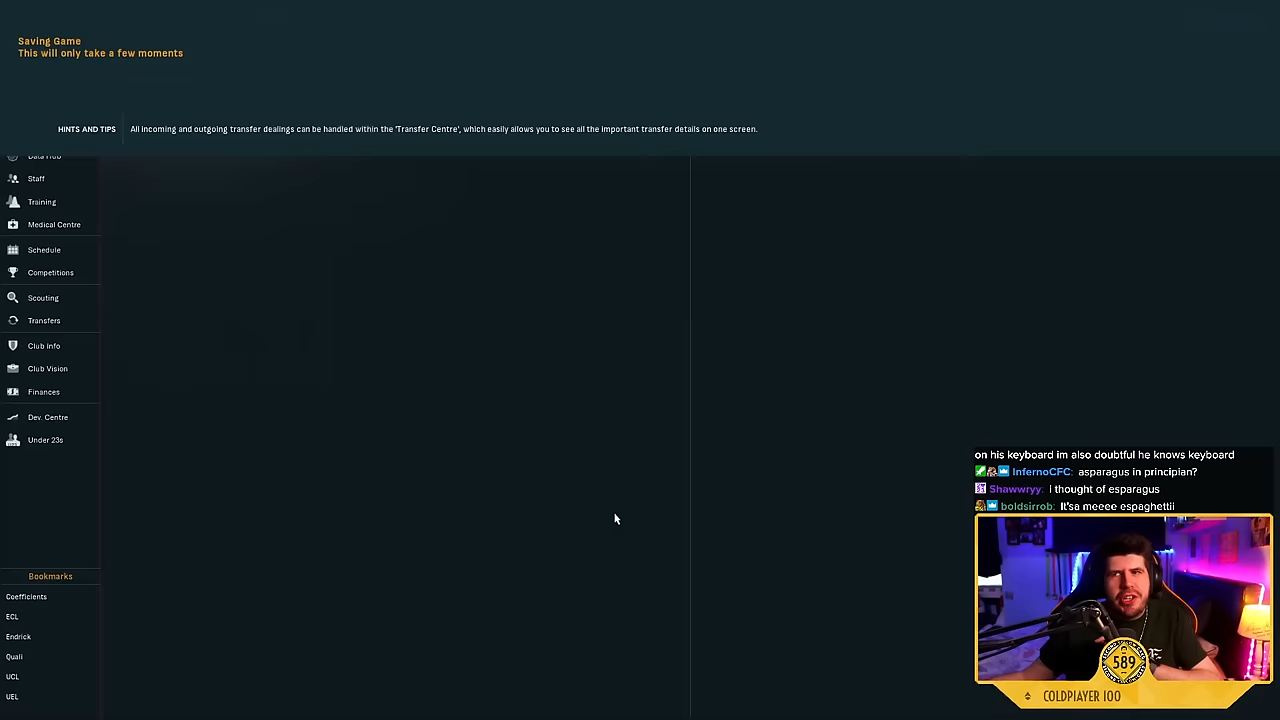 Saving Game
This will only take a few moments
HINTS AND TIPS
All incoming and outgoing transfer dealings can be handled within the 'Transfer Centre', which easily allows you to see all the important transfer details on one screen.
Data Hub
Staff
Training
Medical Centre
Schedule
Competitions
Scouting
Transfers
Club Info
Club Vision
Finances
Dev. Centre
Under 23s
Bookmarks
Coefficients
ECL
Endrick
Quali
UCL
UEL
on his keyboard im also doubtful he knows keyboard
InfernoCFC: asparagus in principian?
Shawwryy: I thought of esparagus
boldsirrob: It'sa meeee espaghettii
589
COLDPIAYER 100